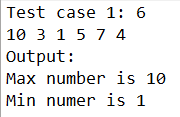 Test case 1: 6
10 3 1 5 7 4
Output:
Max number is 10
Min numer is 1